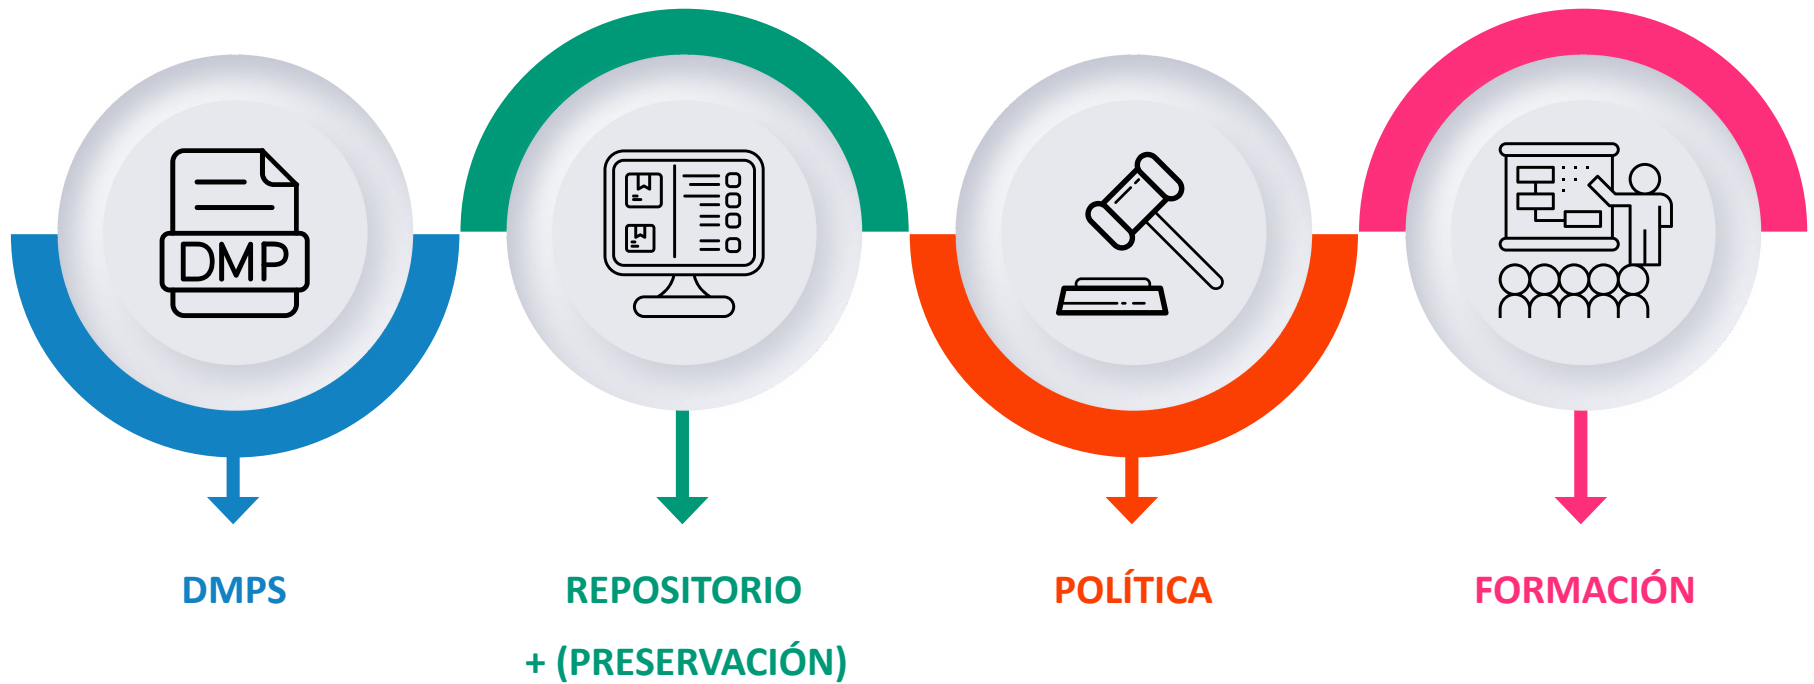 DMP
DMPS
REPOSITORIO
+ (PRESERVACIÓN)
POLÍTICA
FORMACIÓN